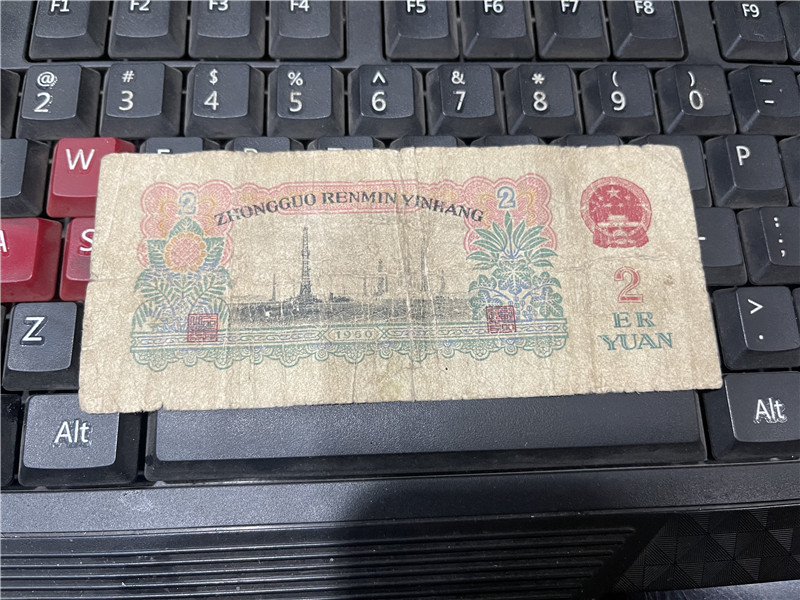 F1 F2 F3 F4 F5 F6 F7 F8 F9
@ # $ % ^ & * ( ) _
2 3 4 5 6 7 8 9 0 -
W P
2 ZHONGGUO RENMIN YINHANG 2
A S : ;
2
ER
YUAN
1960
Z > .
Alt Alt